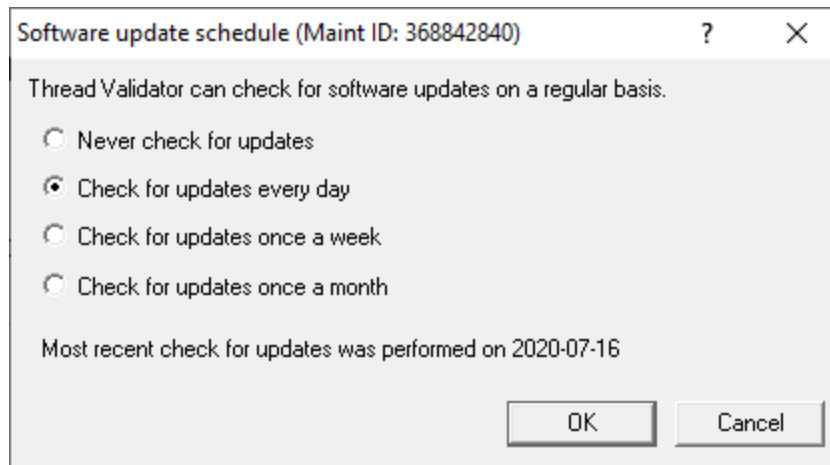 Software update schedule (Maint ID: 368842840)
Thread Validator can check for software updates on a regular basis.
Never check for updates
Check for updates every day
Check for updates once a week
Check for updates once a month
Most recent check for updates was performed on 2020-07-16
OK Cancel